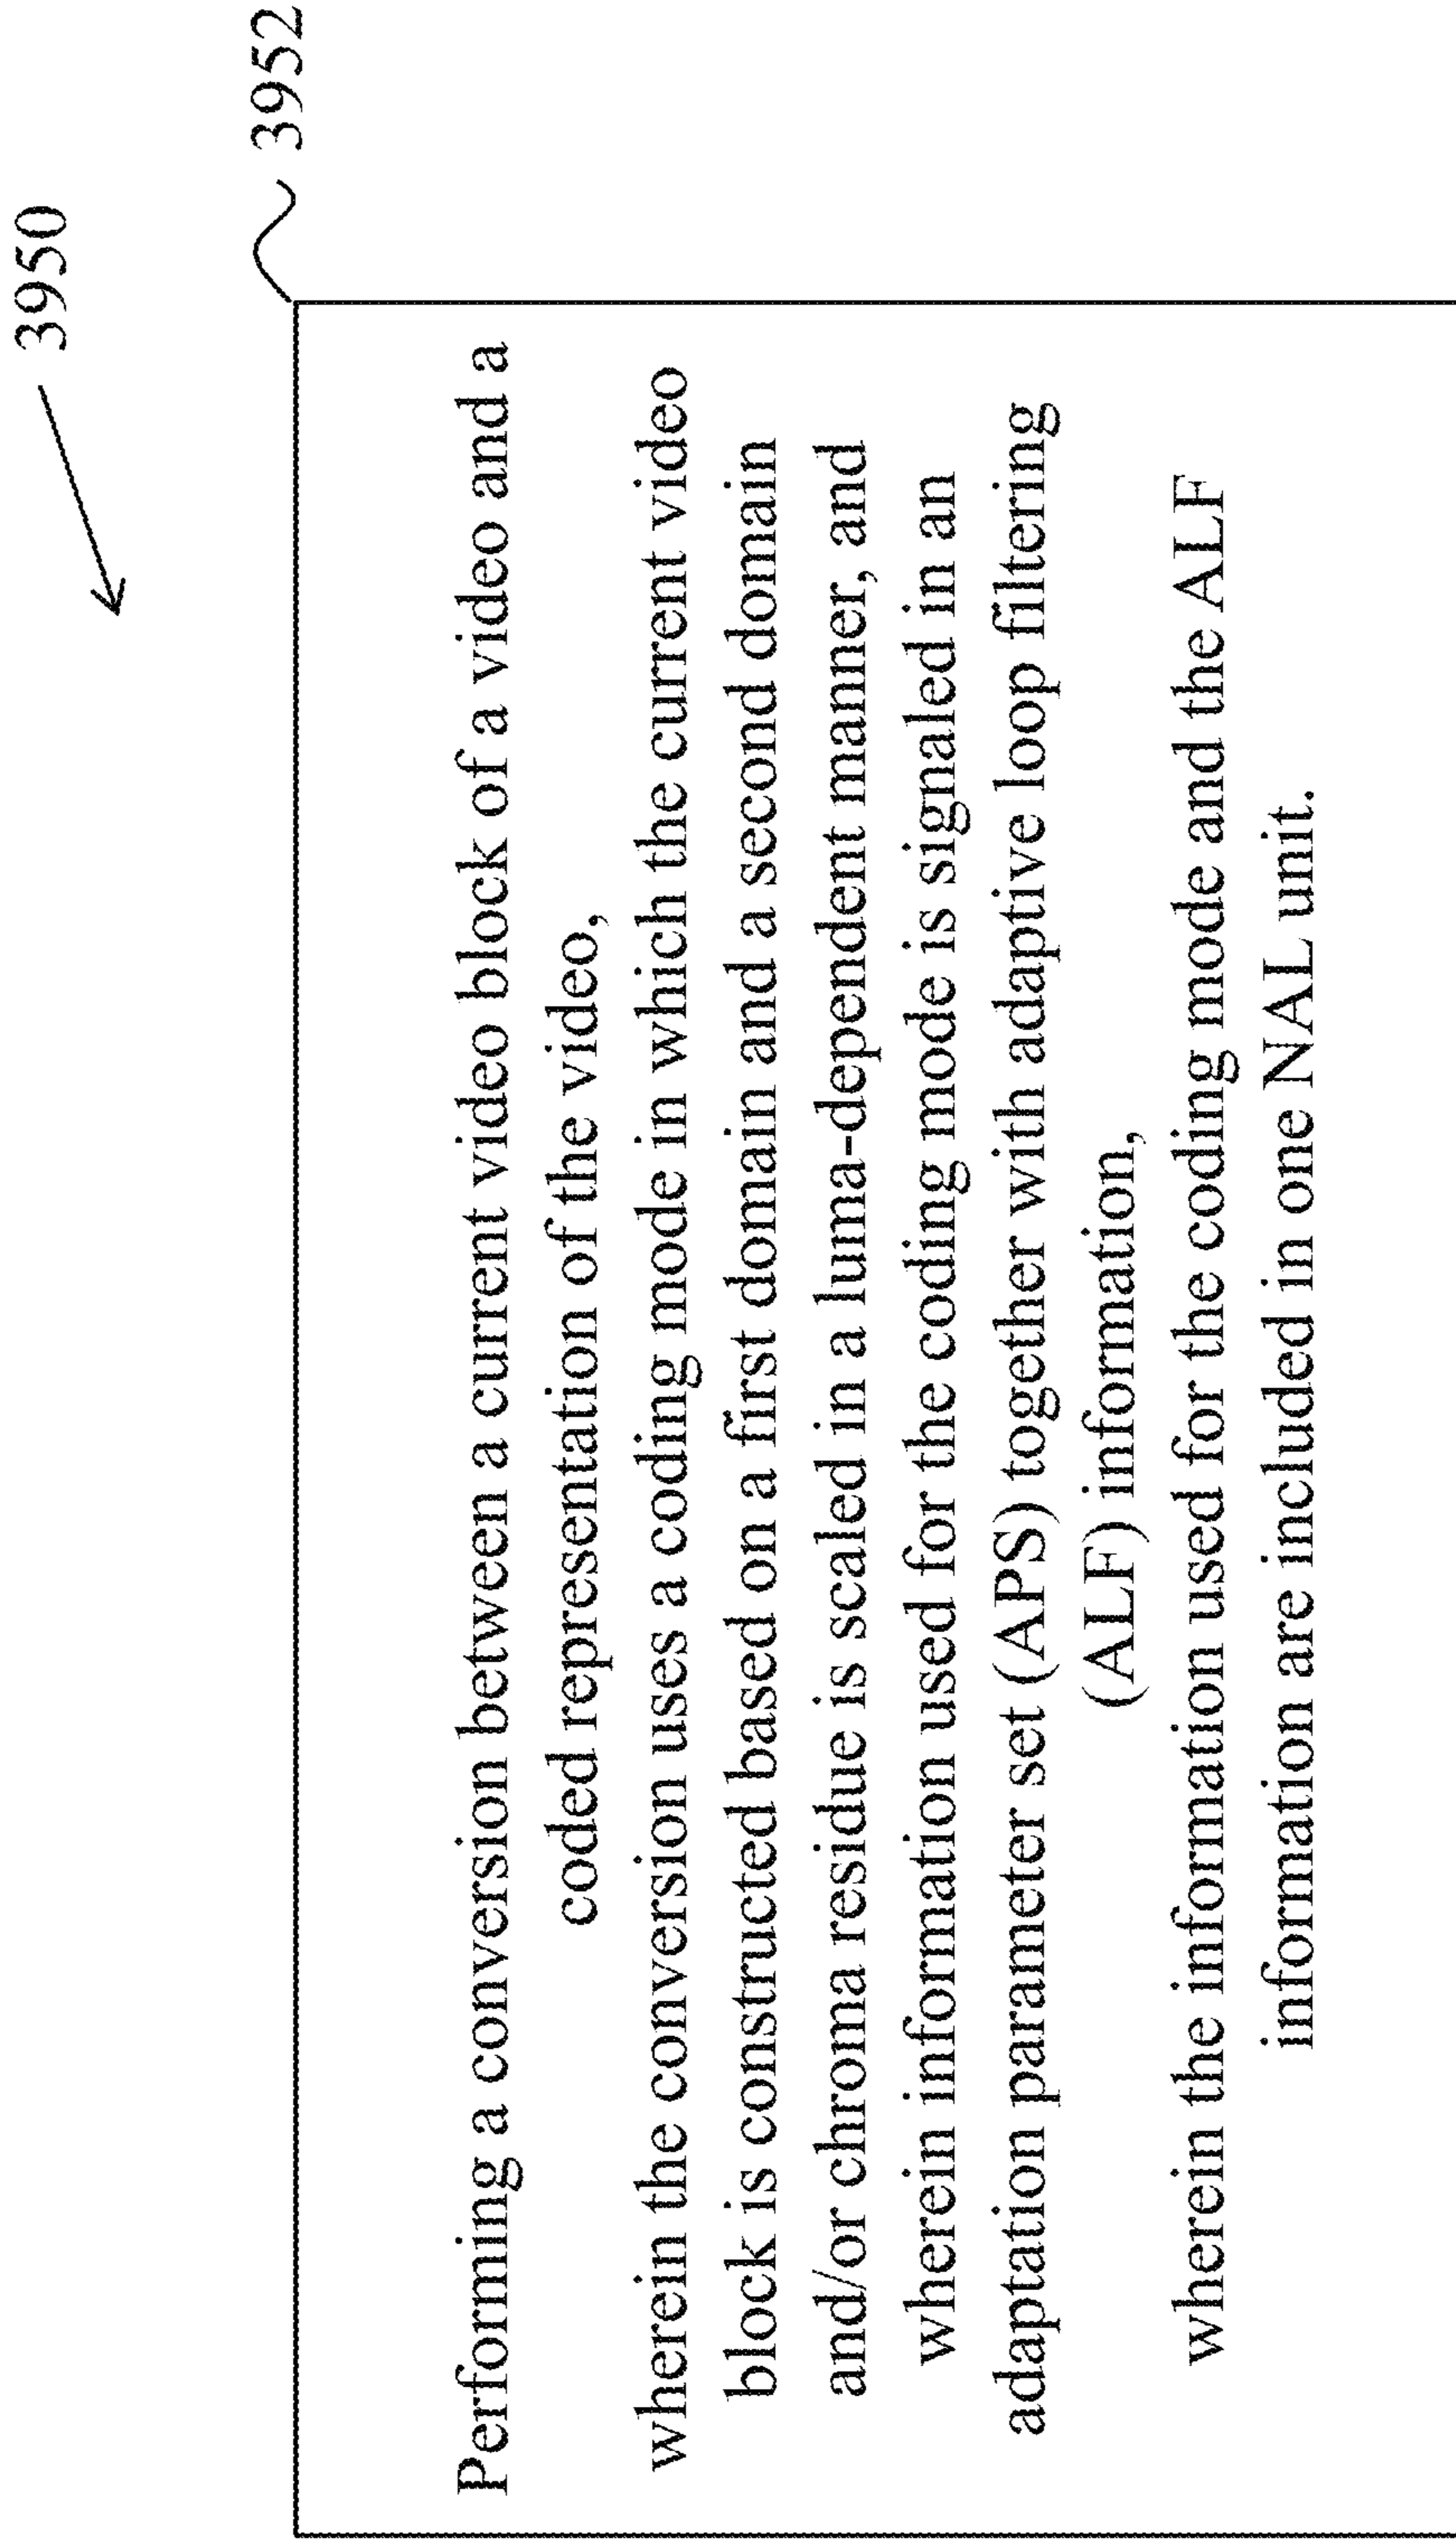 3950
3952
Performing a conversion between a current video block of a video and a
coded representation of the video,
wherein the conversion uses a coding mode in which the current video
block is constructed based on a first domain and a second domain
and/or chroma residue is scaled in a luma-dependent manner, and
wherein information used for the coding mode is signaled in an
adaptation parameter set (APS) together with adaptive loop filtering
(ALF) information,
wherein the information used for the coding mode and the ALF
information are included in one NAL unit.